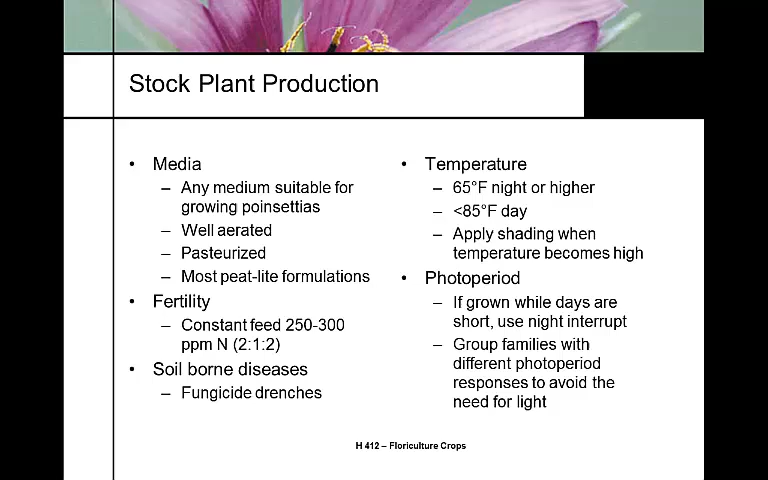 Stock Plant Production
• Media
– Any medium suitable for
growing poinsettias
– Well aerated
– Pasteurized
– Most peat-lite formulations
• Fertility
– Constant feed 250-300
ppm N (2:1:2)
• Soil borne diseases
– Fungicide drenches
• Temperature
– 65°F night or higher
– <85°F day
– Apply shading when
temperature becomes high
• Photoperiod
– If grown while days are
short, use night interrupt
– Group families with
different photoperiod
responses to avoid the
need for light
H 412 – Floriculture Crops